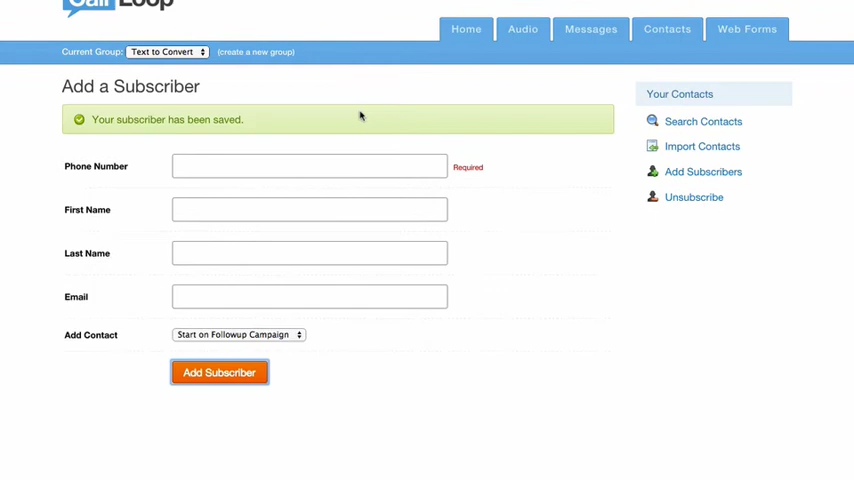 Call Loop
Home Audio Messages Contacts Web Forms
Current Group: Text to Convert (create a new group)
Add a Subscriber
Your subscriber has been saved.
Phone Number Required
First Name
Last Name
Email
Add Contact Start on Followup Campaign
Add Subscriber
Your Contacts
Search Contacts
Import Contacts
Add Subscribers
Unsubscribe